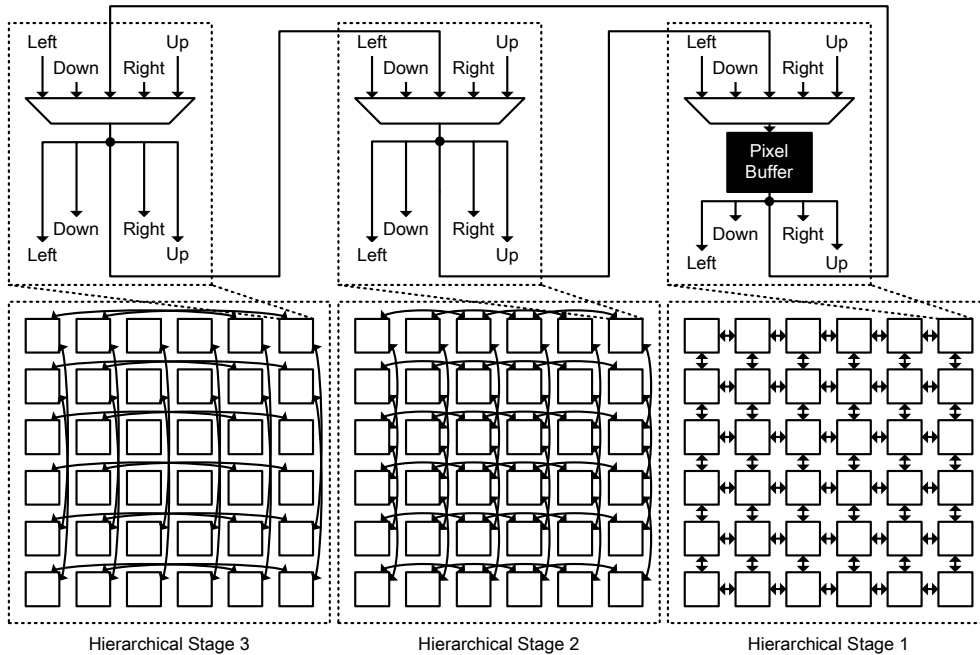 Left
Up
Down
Right
Left
Up
Down
Right
Left
Up
Down
Right
Pixel
Buffer
Down
Right
Left
Up
Down
Right
Left
Up
Down
Right
Left
Up
Hierarchical Stage 3
Hierarchical Stage 2
Hierarchical Stage 1